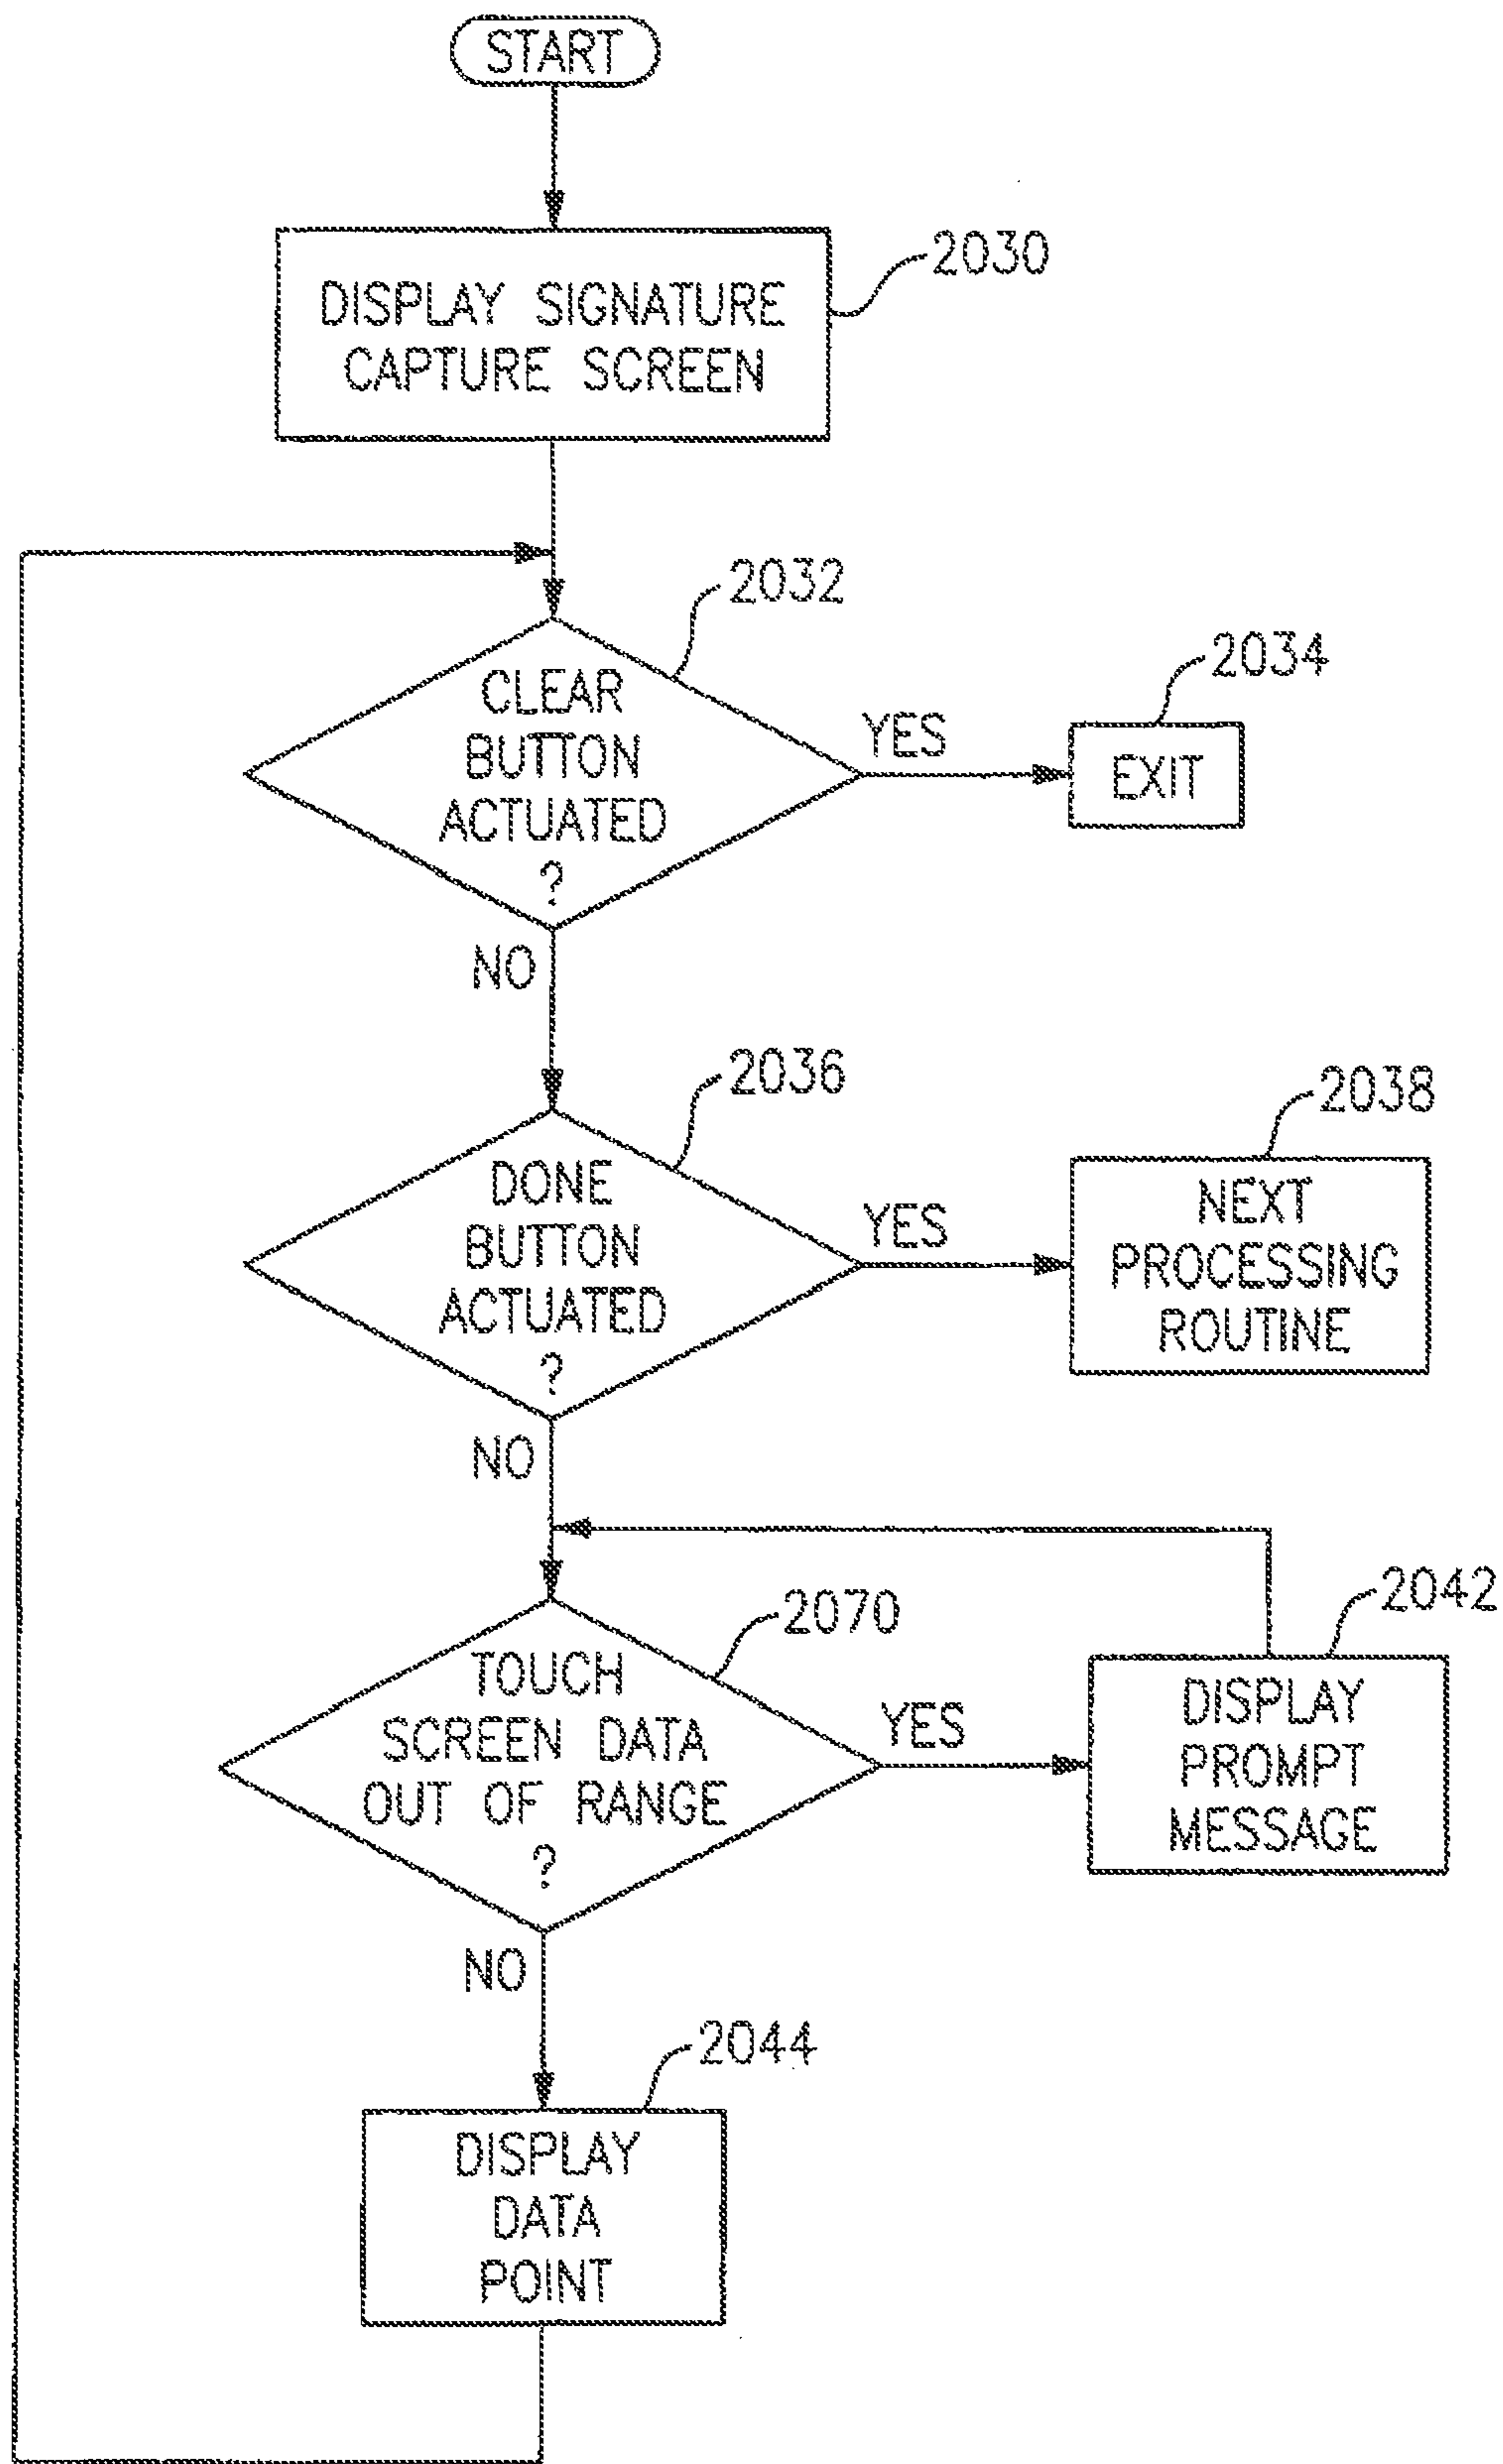 START
2030
DISPLAY SIGNATURE
CAPTURE SCREEN
2032
CLEAR
BUTTON
ACTUATED
?
YES
2034
EXIT
NO
2036
DONE
BUTTON
ACTUATED
?
YES
2038
NEXT
PROCESSING
ROUTINE
NO
2070
TOUCH
SCREEN DATA
OUT OF RANGE
?
YES
2042
DISPLAY
PROMPT
MESSAGE
NO
2044
DISPLAY
DATA
POINT